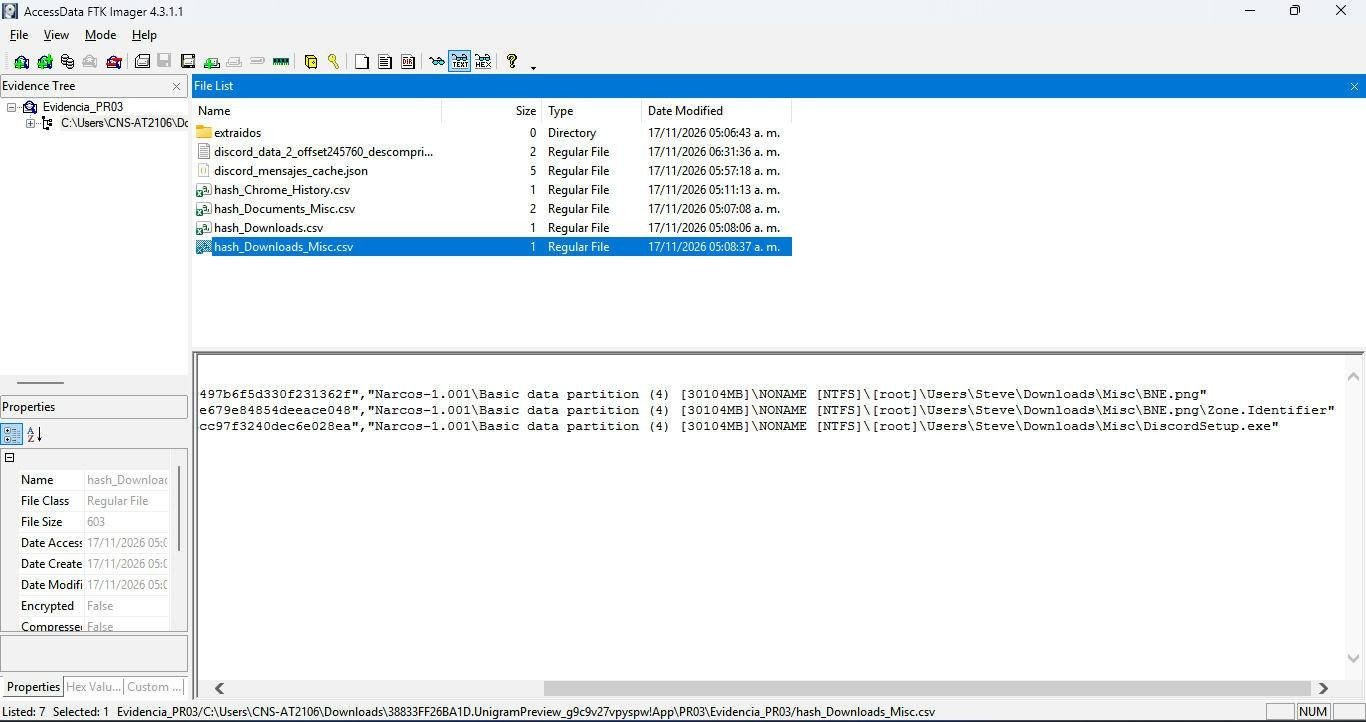 AccessData FTK Imager 4.3.1.1
File View Mode Help
Evidence Tree
Evidencia_PR03
C:\Users\CNS-AT2106\Dc
File List
Name Size Type Date Modified
extraidos 0 Directory 17/11/2026 05:06:43 a. m.
discord_data_2_offset245760_descompri... 2 Regular File 17/11/2026 06:31:36 a. m.
discord_mensajes_cache.json 5 Regular File 17/11/2026 05:57:18 a. m.
hash_Chrome_History.csv 1 Regular File 17/11/2026 05:11:13 a. m.
hash_Documents_Misc.csv 2 Regular File 17/11/2026 05:07:08 a. m.
hash_Downloads.csv 1 Regular File 17/11/2026 05:08:06 a. m.
hash_Downloads_Misc.csv 1 Regular File 17/11/2026 05:08:37 a. m.
497b6f5d330f231362f","Narcos-1.001\Basic data partition (4) [30104MB]\NONAME [NTFS]\[root]\Users\Steve\Downloads\Misc\BNE.png"
e679e84854deeace048","Narcos-1.001\Basic data partition (4) [30104MB]\NONAME [NTFS]\[root]\Users\Steve\Downloads\Misc\BNE.png\Zone.Identifier"
cc97f3240dec6e028ea","Narcos-1.001\Basic data partition (4) [30104MB]\NONAME [NTFS]\[root]\Users\Steve\Downloads\Misc\DiscordSetup.exe"
Properties
Name hash_Downloac
File Class Regular File
File Size 603
Date Access 17/11/2026 05:0
Date Create 17/11/2026 05:0
Date Modifi 17/11/2026 05:0
Encrypted False
Compresse False
Properties Hex Valu... Custom ...
Listed: 7 Selected: 1 Evidencia_PR03/C:\Users\CNS-AT2106\Downloads\38833FF26BA1D.UnigramPreview_g9c9v27vpyspw!App\PR03\Evidencia_PR03/hash_Downloads_Misc.csv NUM